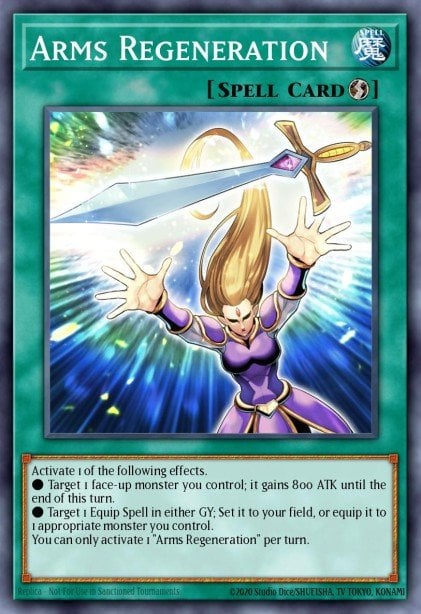 Arms Regeneration
SPELL
魔
[Spell Card]
Activate 1 of the following effects.
● Target 1 face-up monster you control; it gains 800 ATK until the
end of this turn.
● Target 1 Equip Spell in either GY; Set it to your field, or equip it to
1 appropriate monster you control.
You can only activate 1 "Arms Regeneration" per turn.
Replica - Not For Use in Sanctioned Tournaments
©2020 Studio Dice/SHUEISHA, TV TOKYO, KONAMI